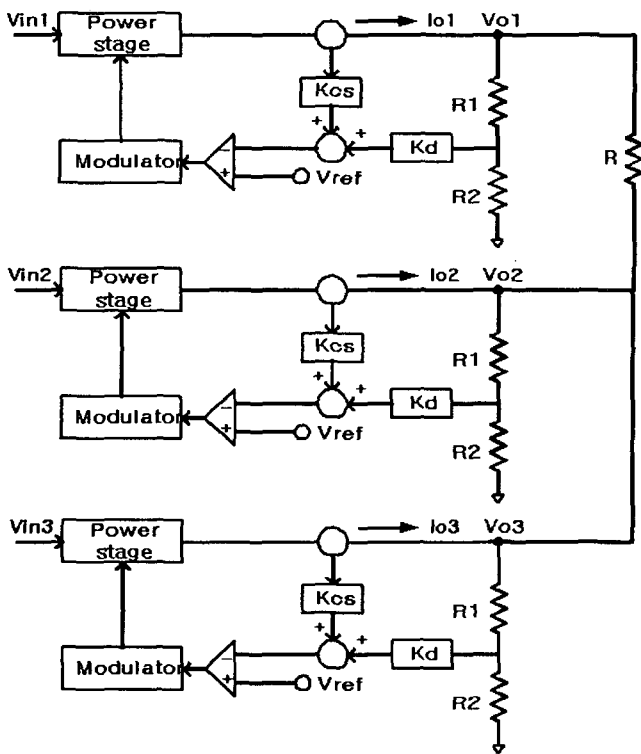 Vin1
Power stage
Io1
Vo1
Kcs
R1
+
+
Kd
R
Modulator
−
+
Vref
R2
Vin2
Power stage
Io2
Vo2
Kcs
R1
+
+
Kd
Modulator
−
+
Vref
R2
Vin3
Power stage
Io3
Vo3
Kcs
R1
+
+
Kd
Modulator
−
+
Vref
R2